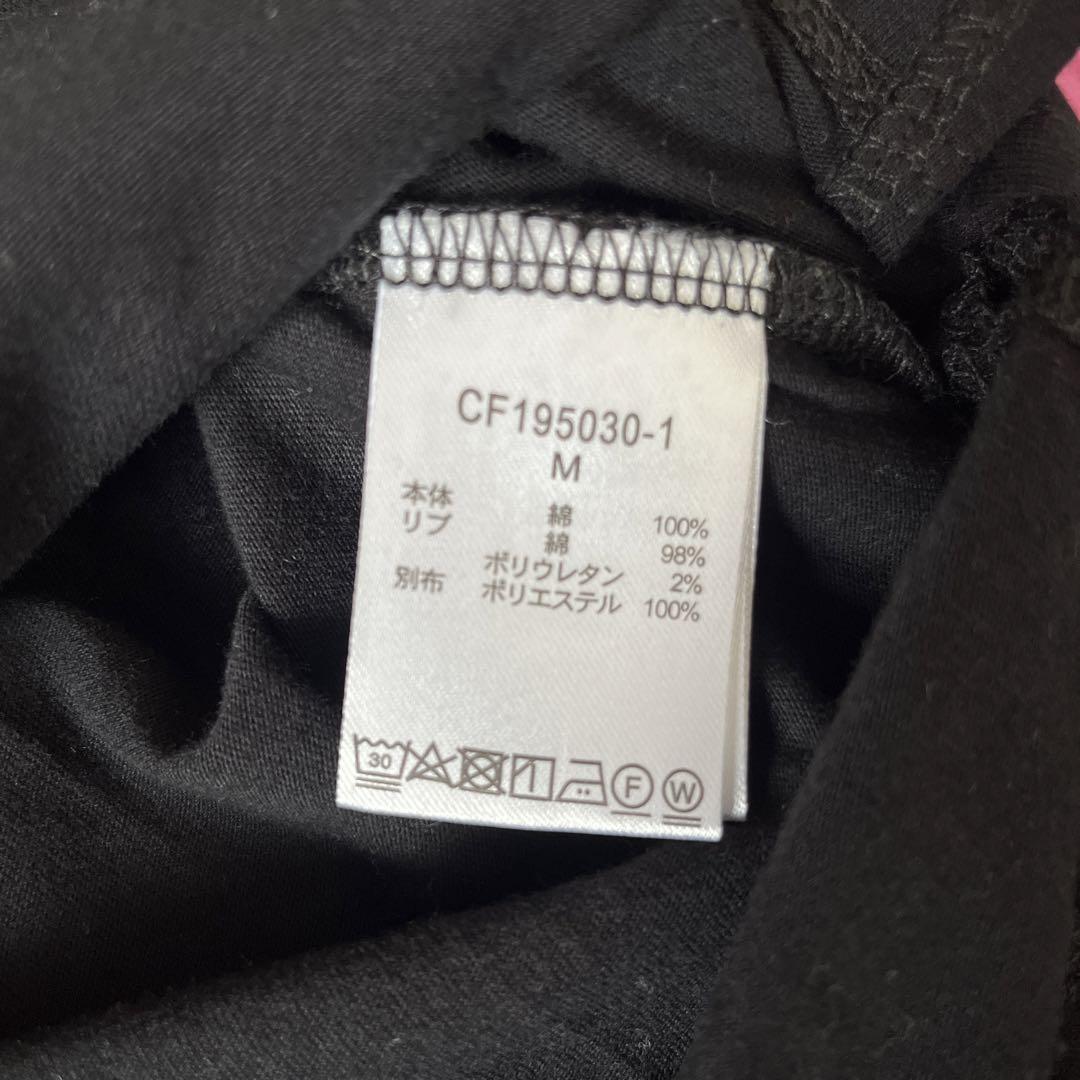 CF195030-1
M
本体 綿 100%
リブ 綿 98%
ポリウレタン 2%
別布 ポリエステル 100%
30 F W